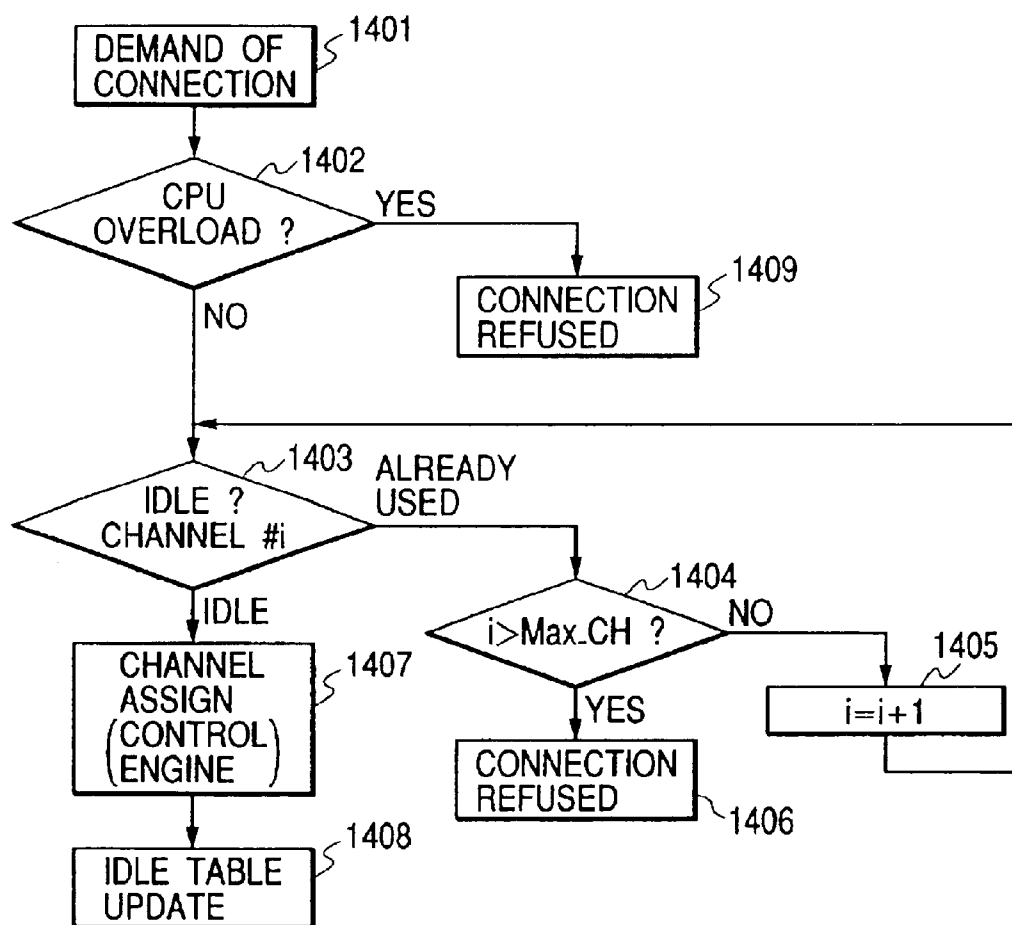 1401
DEMAND OF
CONNECTION
1402
CPU
OVERLOAD ?
YES
NO
1409
CONNECTION
REFUSED
1403
IDLE ?
CHANNEL #i
ALREADY
USED
IDLE
1404
i>Max_CH ?
NO
YES
1405
i=i+1
1407
CHANNEL
ASSIGN
(CONTROL
ENGINE)
CONNECTION
REFUSED
1406
1408
IDLE TABLE
UPDATE